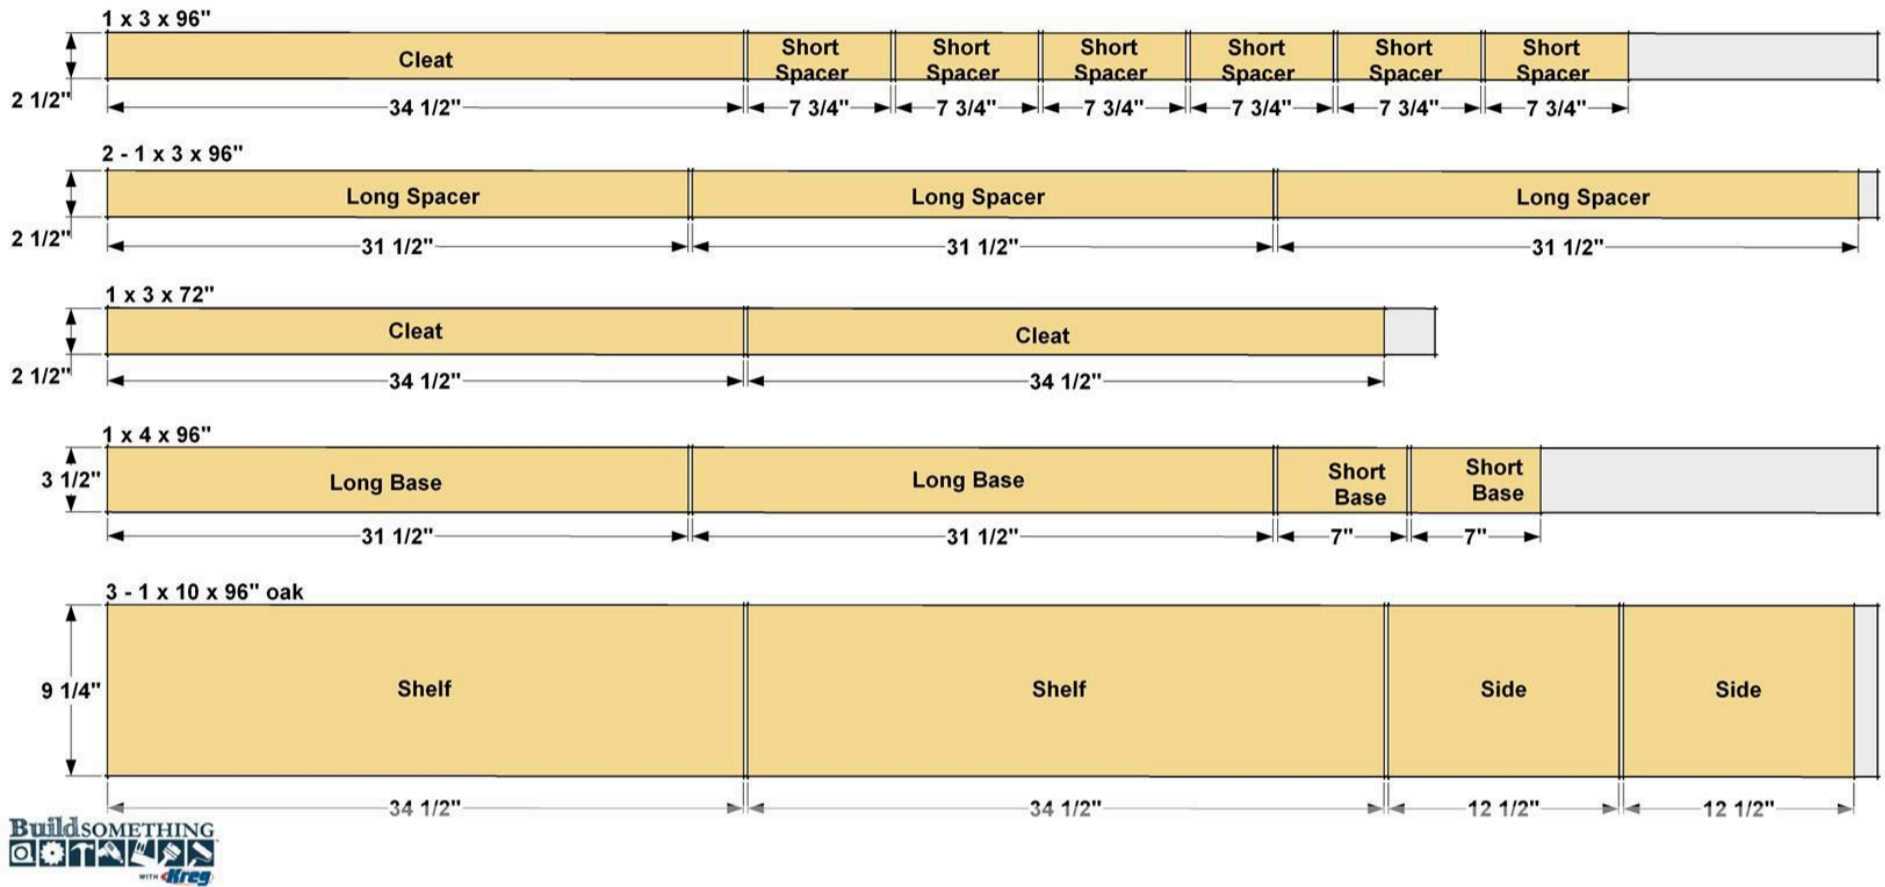 1 x 3 x 96"
Cleat
Short
Spacer
Short
Spacer
Short
Spacer
Short
Spacer
Short
Spacer
Short
Spacer
2 1/2"
34 1/2"
7 3/4"
7 3/4"
7 3/4"
7 3/4"
7 3/4"
7 3/4"
2 - 1 x 3 x 96"
Long Spacer
Long Spacer
Long Spacer
2 1/2"
31 1/2"
31 1/2"
31 1/2"
1 x 3 x 72"
Cleat
Cleat
2 1/2"
34 1/2"
34 1/2"
1 x 4 x 96"
3 1/2"
Long Base
Long Base
Short
Base
Short
Base
31 1/2"
31 1/2"
7"
7"
3 - 1 x 10 x 96" oak
9 1/4"
Shelf
Shelf
Side
Side
34 1/2"
34 1/2"
12 1/2"
12 1/2"
BuildSOMETHING
WITH Kreg